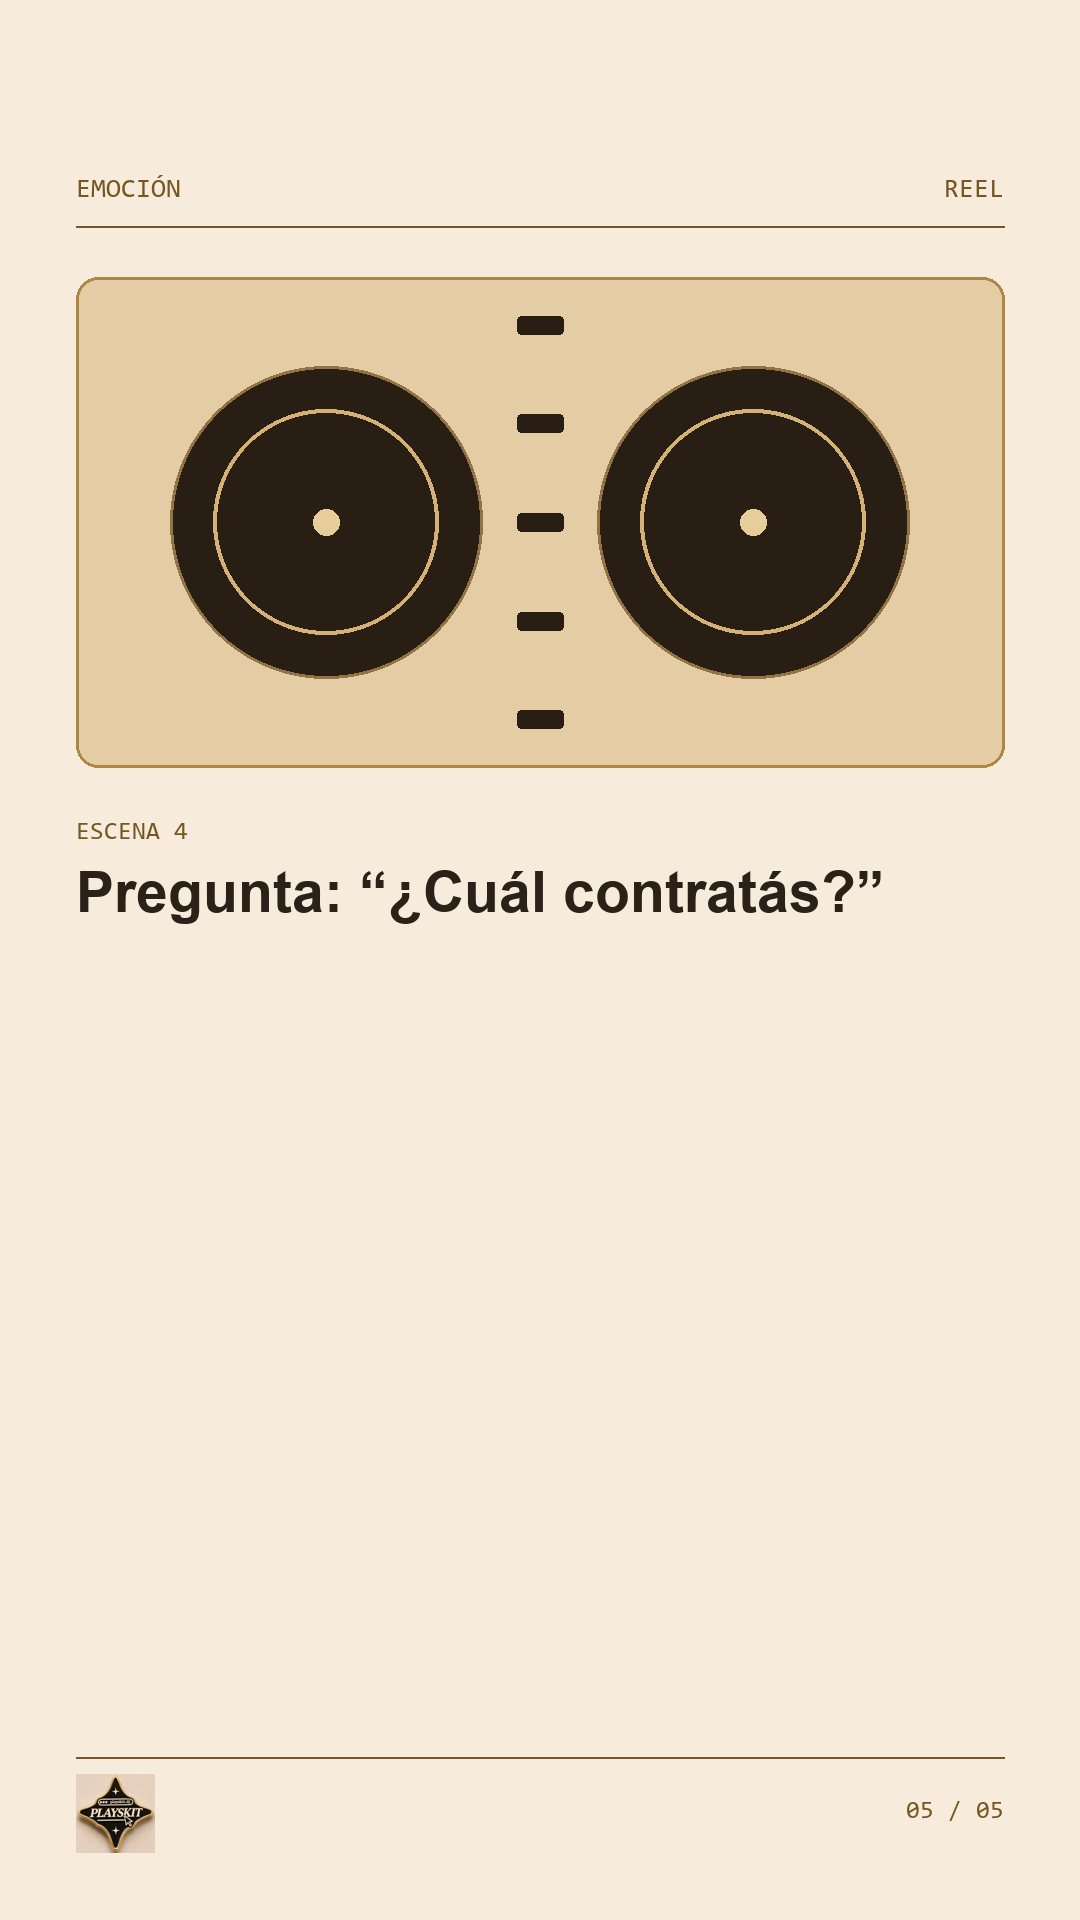 EMOCIÓN
REEL
ESCENA 4
Pregunta: “¿Cuál contratás?”
PLAYSKIT
05 / 05